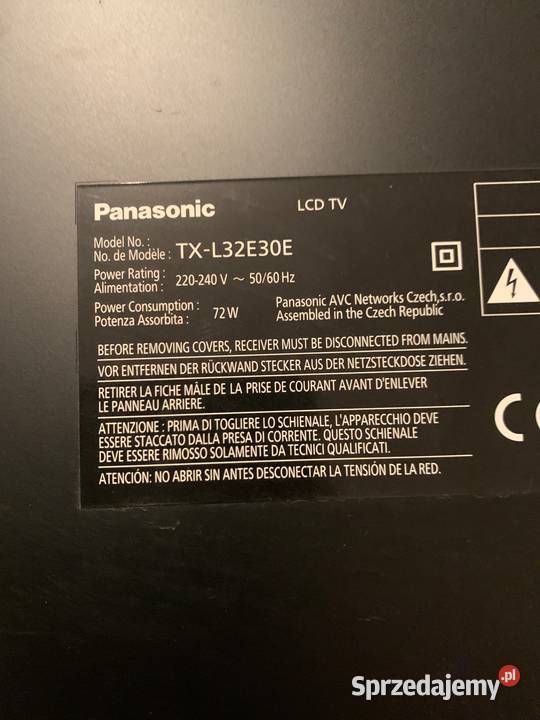 Panasonic LCD TV
Model No. :
No. de Modèle : TX-L32E30E
Power Rating :
Alimentation : 220-240 V ~ 50/60 Hz
Power Consumption :
Potenza Assorbita : 72 W
Panasonic AVC Networks Czech,s.r.o.
Assembled in the Czech Republic
BEFORE REMOVING COVERS, RECEIVER MUST BE DISCONNECTED FROM MAINS.
VOR ENTFERNEN DER RÜCKWAND STECKER AUS DER NETZSTECKDOSE ZIEHEN.
RETIRER LA FICHE MÂLE DE LA PRISE DE COURANT AVANT D'ENLEVER
LE PANNEAU ARRIERE.
ATTENZIONE : PRIMA DI TOGLIERE LO SCHIENALE, L'APPARECCHIO DEVE
ESSERE STACCATO DALLA PRESA DI CORRENTE. QUESTO SCHIENALE
DEVE ESSERE RIMOSSO SOLAMENTE DA TECNICI QUALIFICATI.
ATENCIÓN: NO ABRIR SIN ANTES DESCONECTAR LA TENSIÓN DE LA RED.
CE
Sprzedajemy.pl